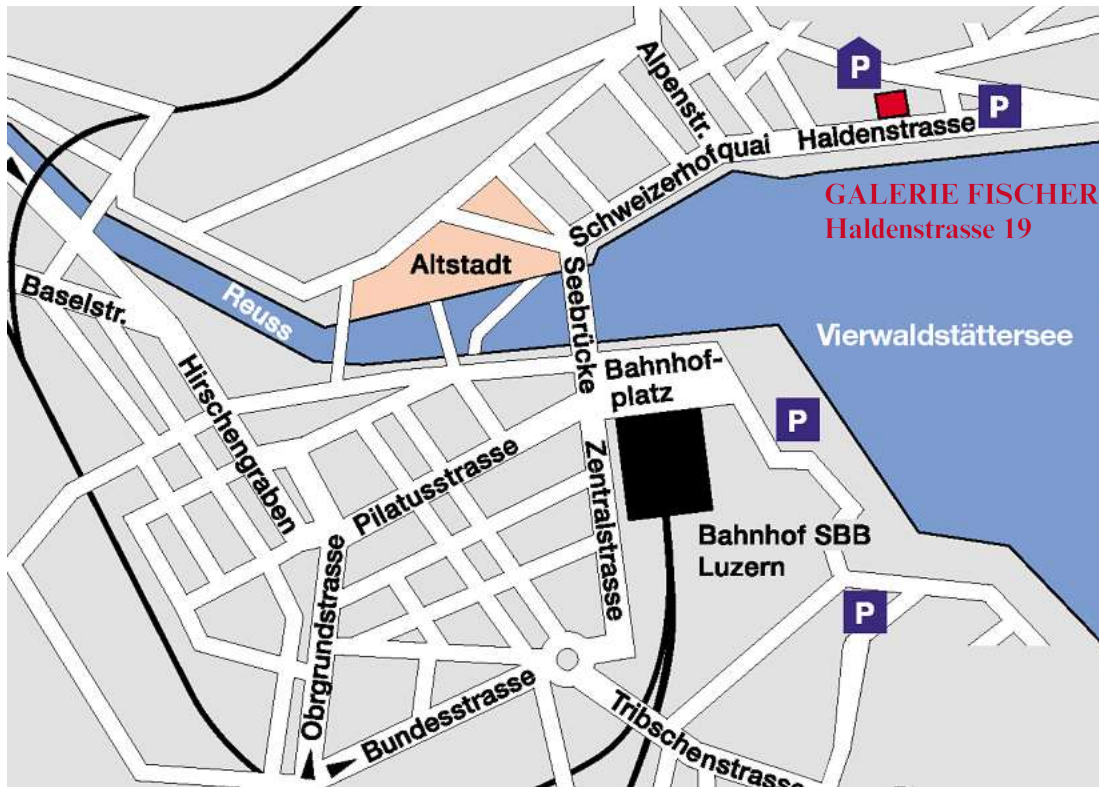 P
Alpenstr.
P
Haldenstrasse
Schweizerhofquai
GALERIE FISCHER
Haldenstrasse 19
Altstadt
Baselstr.
Reuss
Seebrücke
Vierwaldstättersee
Bahnhof-
platz
Hirschengraben
P
Pilatusstrasse
Zentralstrasse
Bahnhof SBB
Luzern
Obrgrundstrasse
P
Bundesstrasse
Tribschenstrasse